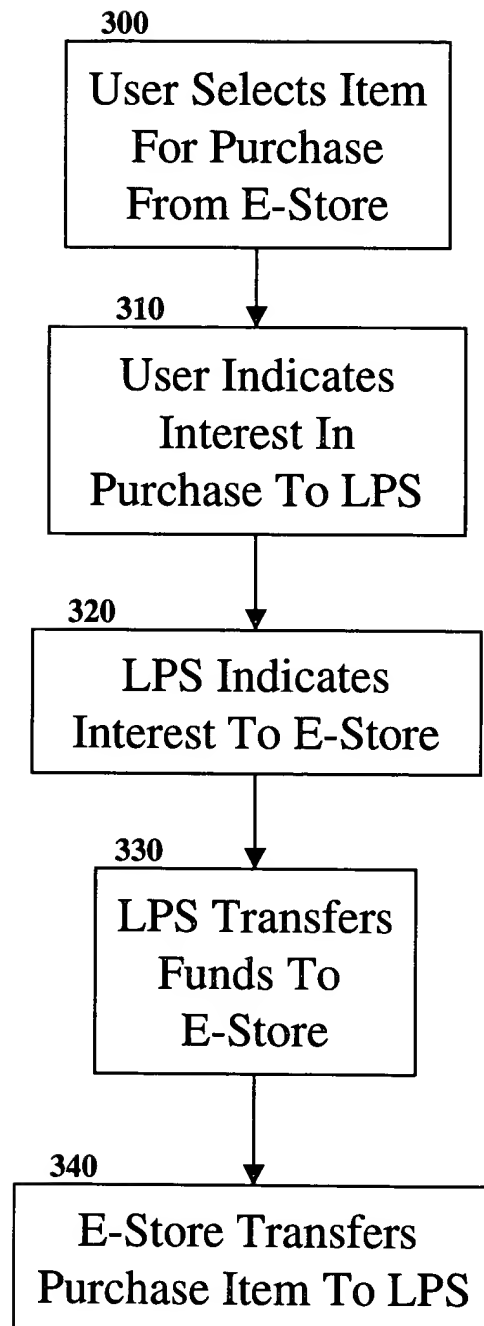 300
User Selects Item
For Purchase
From E-Store
310
User Indicates
Interest In
Purchase To LPS
320
LPS Indicates
Interest To E-Store
330
LPS Transfers
Funds To
E-Store
340
E-Store Transfers
Purchase Item To LPS